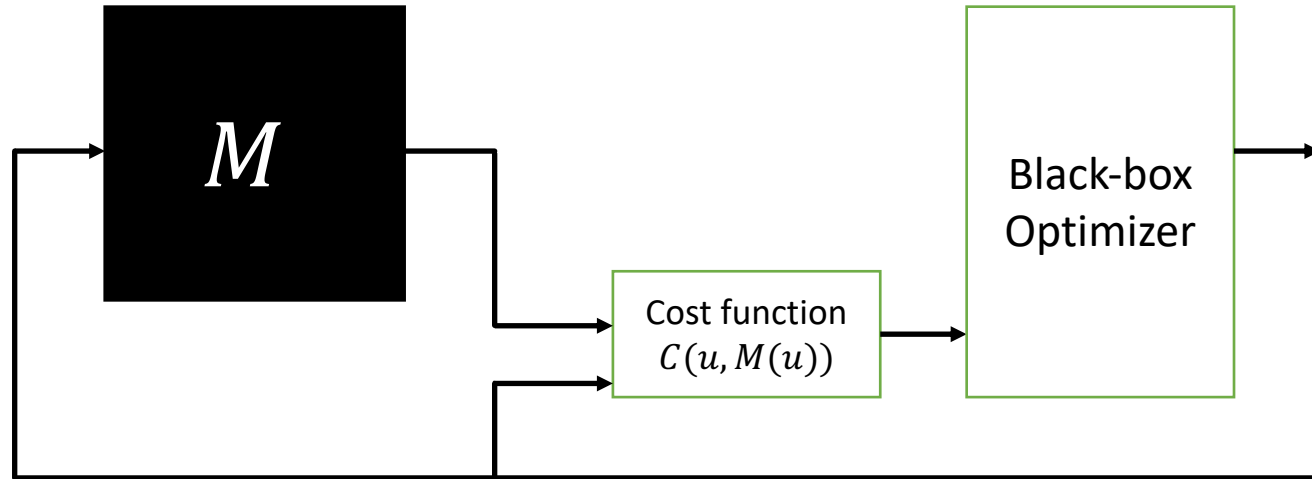 M
Cost function
C(u, M(u))
Black-box
Optimizer